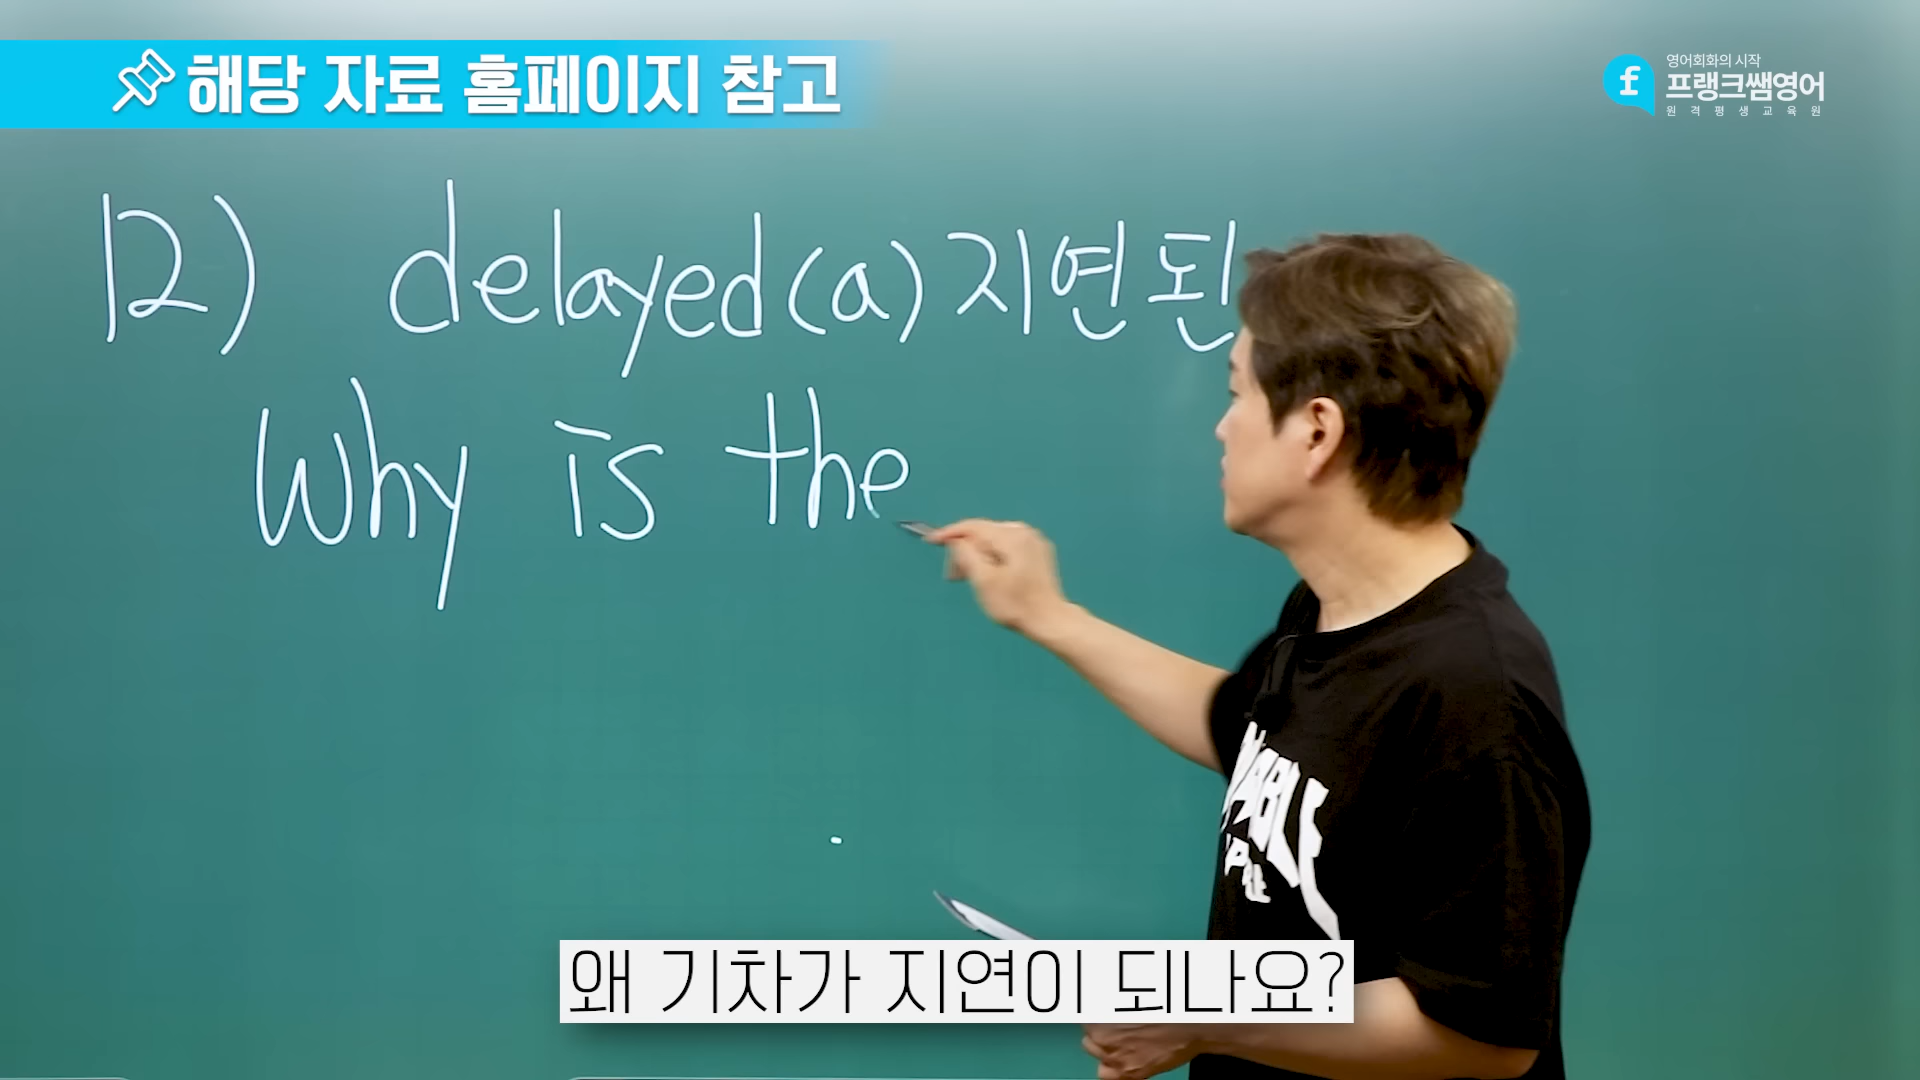 해당 자료 홈페이지 참고
영어회화의 시작
프랭크쌤영어
원격평생교육원
12) delayed(a) 지연된
Why is the
왜 기차가 지연이 되나요?